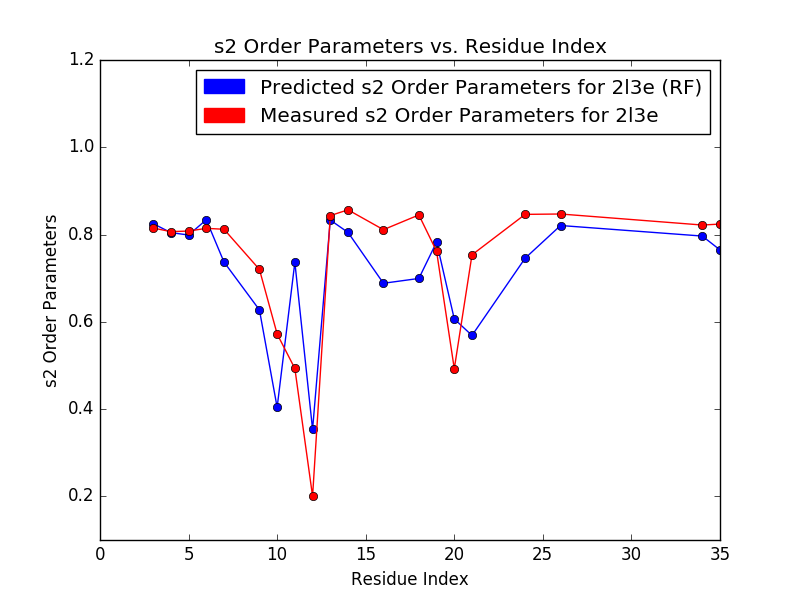 s2 Order Parameters vs. Residue Index
Predicted s2 Order Parameters for 2l3e (RF)
Measured s2 Order Parameters for 2l3e
s2 Order Parameters
1.2
1.0
0.8
0.6
0.4
0.2
0 5 10 15 20 25 30 35
Residue Index